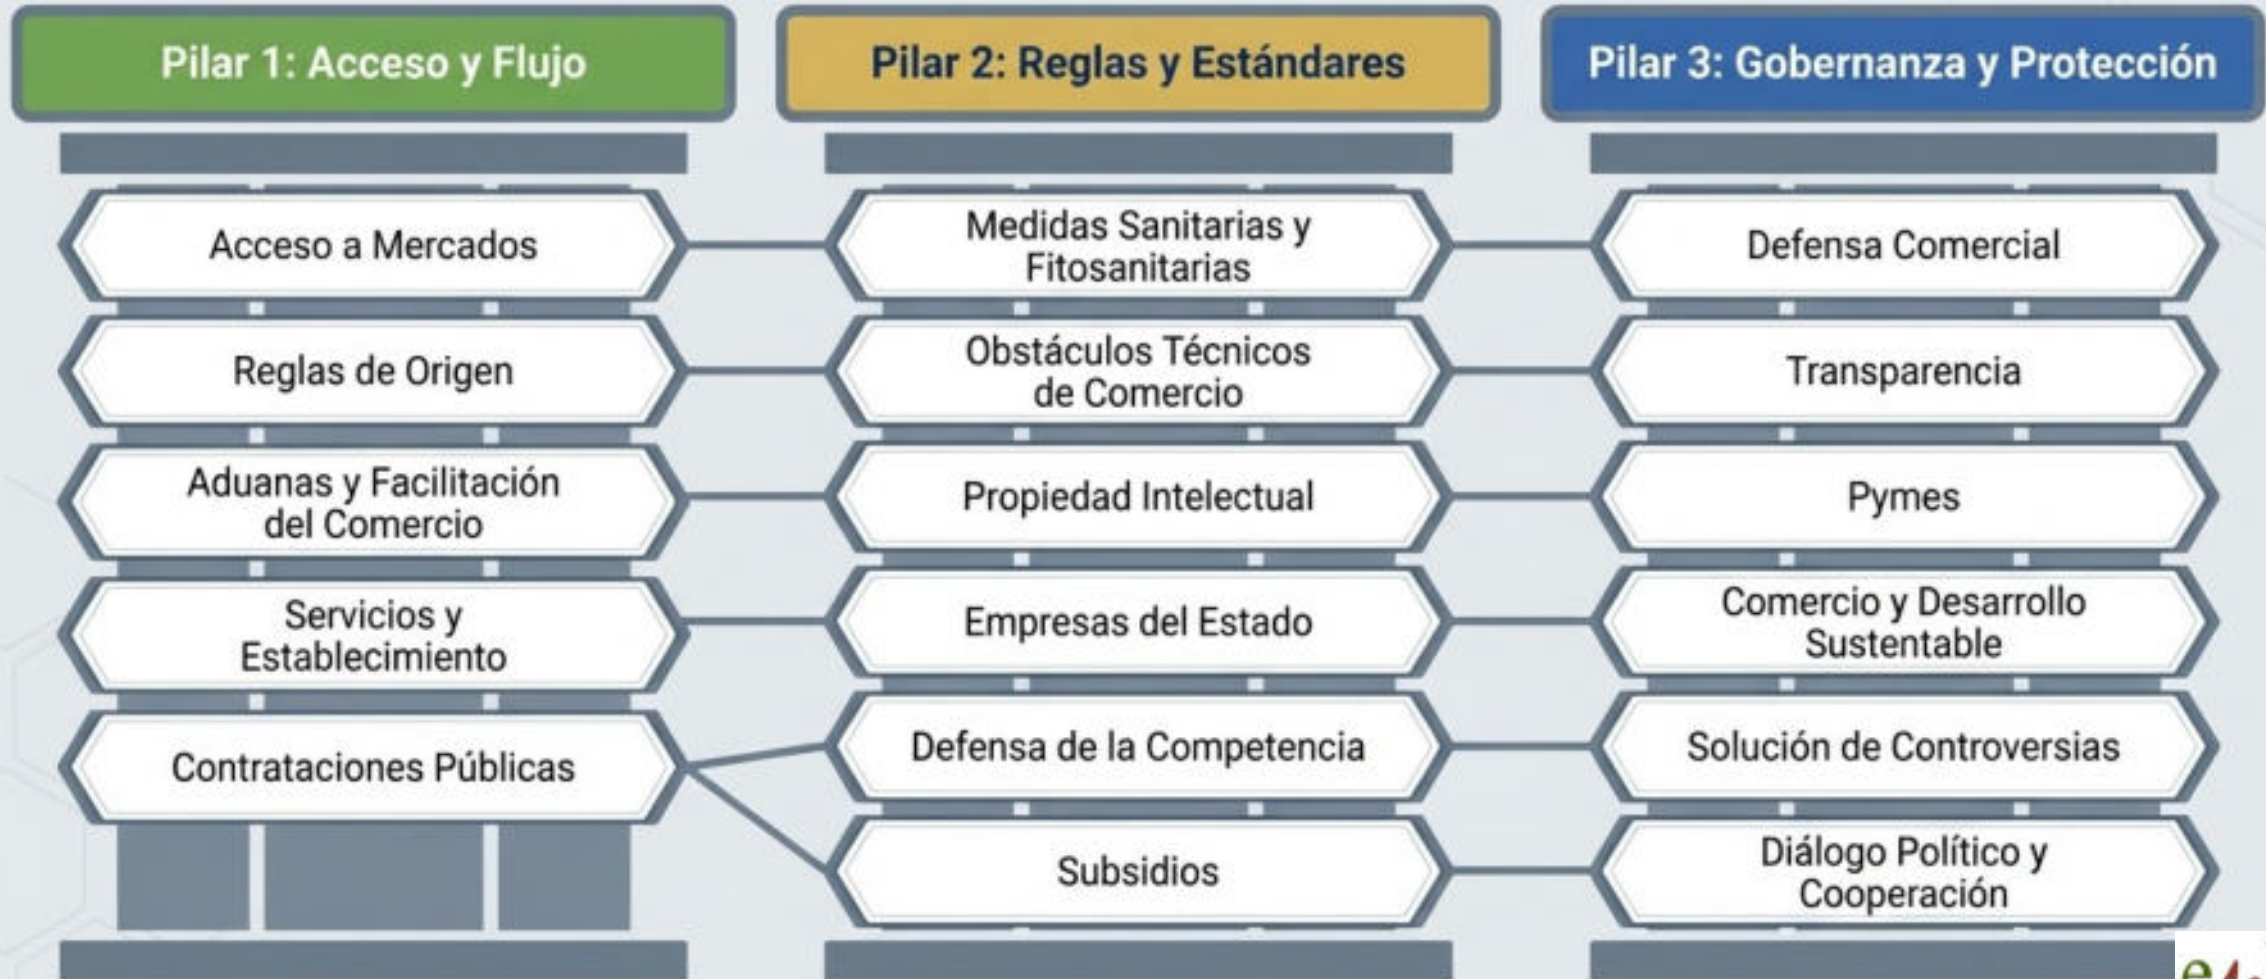 Pilar 1: Acceso y Flujo
Acceso a Mercados
Reglas de Origen
Aduanas y Facilitación
del Comercio
Servicios y
Establecimiento
Contrataciones Públicas
Pilar 2: Reglas y Estándares
Medidas Sanitarias y
Fitosanitarias
Obstáculos Técnicos
de Comercio
Propiedad Intelectual
Empresas del Estado
Defensa de la Competencia
Subsidios
Pilar 3: Gobernanza y Protección
Defensa Comercial
Transparencia
Pymes
Comercio y Desarrollo
Sustentable
Solución de Controversias
Diálogo Político y
Cooperación